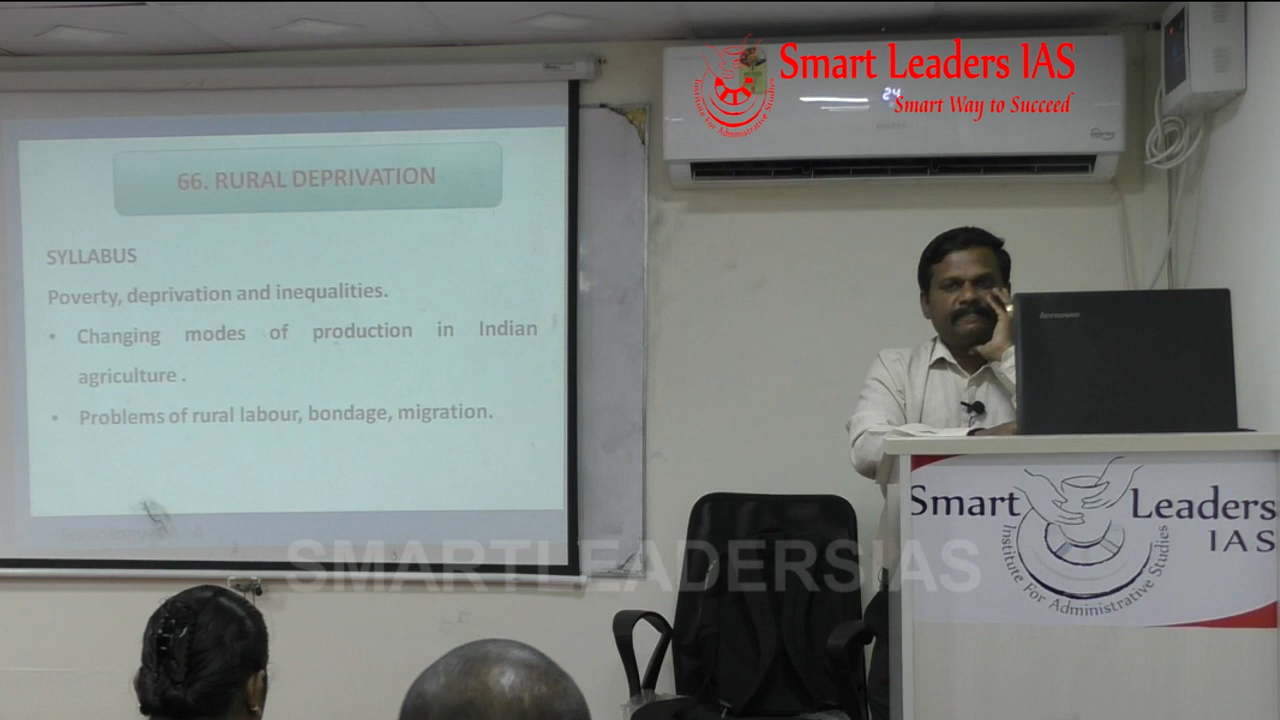 Smart Leaders IAS
Smart Way to Succeed
Institute For Administrative Studies
24
66. RURAL DEPRIVATION
SYLLABUS
Poverty, deprivation and inequalities.
• Changing modes of production in Indian
agriculture .
• Problems of rural labour, bondage, migration.
lenovo
Smart Leaders
IAS
Institute For Administrative Studies
SMARTLEADERSIAS